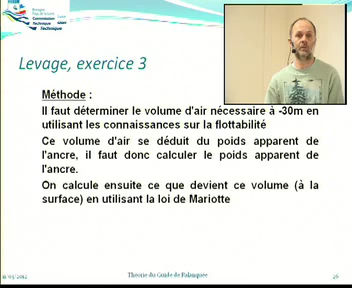 Commission
Technique
Levage, exercice 3
Méthode :
Il faut déterminer le volume d'air nécessaire à -30m en
utilisant les connaissances sur la flottabilité
Ce volume d'air se déduit du poids apparent de
l'ancre, il faut donc calculer le poids apparent de
l'ancre.
On calcule ensuite ce que devient ce volume (à la
surface) en utilisant la loi de Mariotte
Théorie du Guide de Palanquée
26